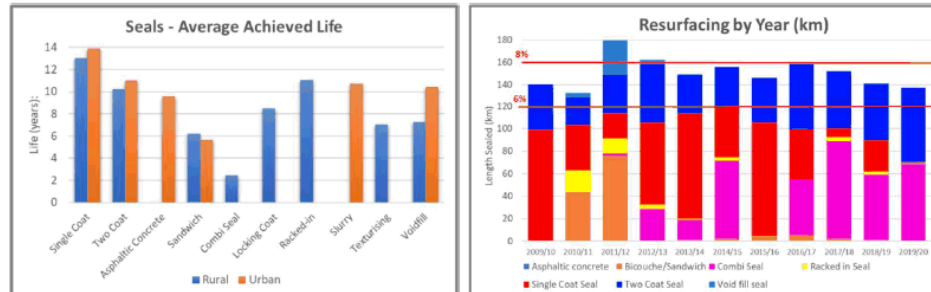 Seals - Average Achieved Life
Life (years):
14
12
10
8
6
4
2
0
Single Coat
Two Coat
Asphaltic Concrete
Sandwich
Combi Seal
Locking Coat
Racked-in
Slurry
Texturising
Voidfill
Rural Urban
Resurfacing by Year (km)
Length Sealed (km)
180
160
140
120
100
80
60
40
20
0
8%
6%
2009/10 2010/11 2011/12 2012/13 2013/14 2014/15 2015/16 2016/17 2017/18 2018/19 2019/20
Asphaltic concrete Bicouche/Sandwich Combi Seal Racked in Seal
Single Coat Seal Two Coat Seal Void fill seal